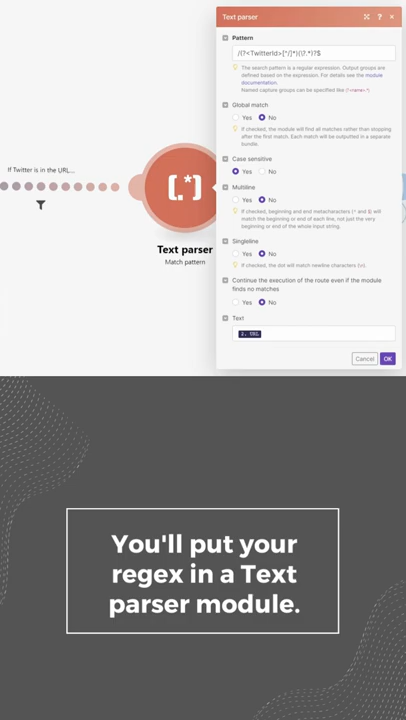 Text parser
Pattern
/(?<TwitterId>[^/]*)(\?.*)?$
The search pattern is a regular expression. Output groups are
defined based on the expression. For details see the module
documentation.
Named capture groups can be specified like (?<name>.*)
Global match
Yes No
If checked, the module will find all matches rather than stopping
after the first match. Each match will be outputted in a separate
bundle.
Case sensitive
Yes No
Multiline
Yes No
If checked, beginning and end metacharacters (^ and $) will
match the beginning or end of each line, not just the very
beginning or end of the whole input string.
Singleline
Yes No
If checked, the dot will match newline characters (\n).
Continue the execution of the route even if the module
finds no matches
Yes No
Text
2. URL
Cancel OK
If Twitter is in the URL...
(.*)
Text parser
Match pattern
You'll put your
regex in a Text
parser module.